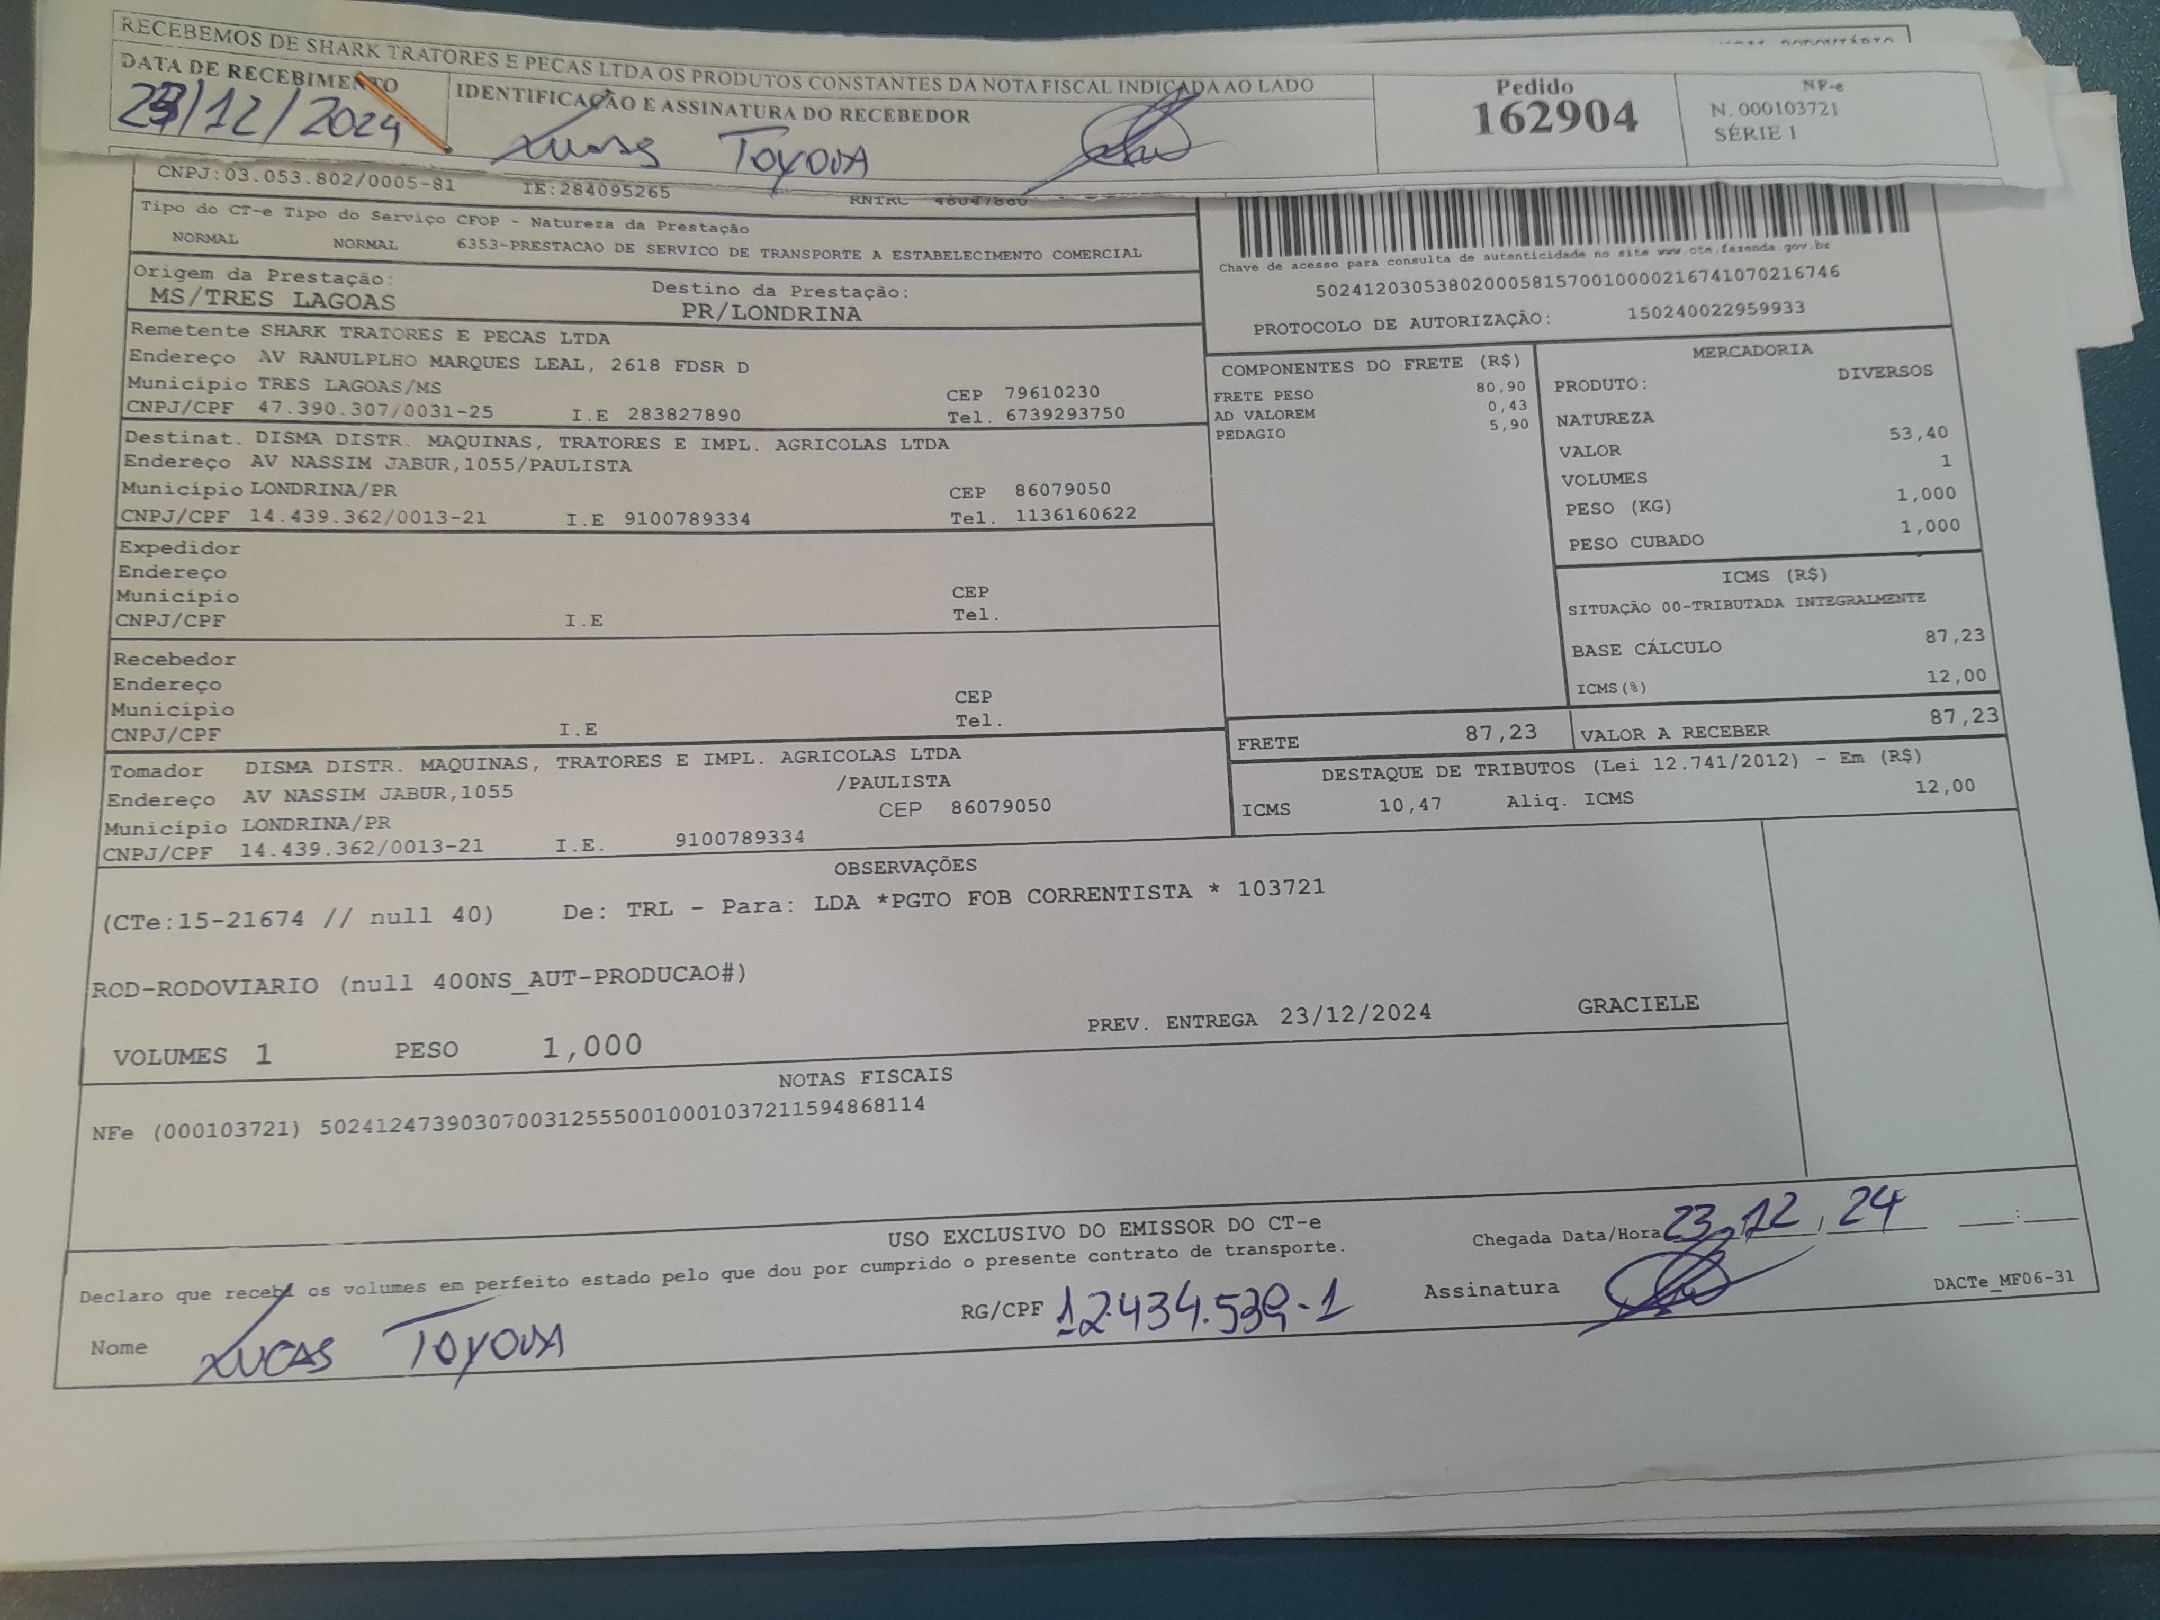 RECEBEMOS DE SHARK TRATORES E PECAS LTDA OS PRODUTOS CONSTANTES DA NOTA FISCAL INDICADA AO LADO
DATA DE RECEBIMENTO
23/12/2024
IDENTIFICAÇÃO E ASSINATURA DO RECEBEDOR
LUCAS TOYODA
Pedido
162904
NF-e
N. 000103721
SÉRIE 1
CNPJ:03.053.802/0005-81 IE:284095265 RNTRC 46047860
Tipo do CT-e Tipo do Serviço CFOP - Natureza da Prestação
NORMAL NORMAL 6353-PRESTACAO DE SERVICO DE TRANSPORTE A ESTABELECIMENTO COMERCIAL
Origem da Prestação: Destino da Prestação:
MS/TRES LAGOAS PR/LONDRINA
Chave de acesso para consulta de autenticidade no site www.cte.fazenda.gov.br
50241203053802000581570010000216741070216746
PROTOCOLO DE AUTORIZAÇÃO: 150240022959933
Remetente SHARK TRATORES E PECAS LTDA
Endereço AV RANULPLHO MARQUES LEAL, 2618 FDSR D
Município TRES LAGOAS/MS CEP 79610230
CNPJ/CPF 47.390.307/0031-25 I.E 283827890 Tel. 6739293750
Destinat. DISMA DISTR. MAQUINAS, TRATORES E IMPL. AGRICOLAS LTDA
Endereço AV NASSIM JABUR,1055/PAULISTA
Município LONDRINA/PR CEP 86079050
CNPJ/CPF 14.439.362/0013-21 I.E 9100789334 Tel. 1136160622
Expedidor
Endereço
Município CEP
CNPJ/CPF I.E Tel.
Recebedor
Endereço
Município CEP
CNPJ/CPF I.E Tel.
Tomador DISMA DISTR. MAQUINAS, TRATORES E IMPL. AGRICOLAS LTDA
Endereço AV NASSIM JABUR,1055 /PAULISTA
Município LONDRINA/PR CEP 86079050
CNPJ/CPF 14.439.362/0013-21 I.E. 9100789334
COMPONENTES DO FRETE (R$)
FRETE PESO 80,90
AD VALOREM 0,43
PEDAGIO 5,90
MERCADORIA
PRODUTO: DIVERSOS
NATUREZA
VALOR 53,40
VOLUMES 1
PESO (KG) 1,000
PESO CUBADO 1,000
ICMS (R$)
SITUAÇÃO 00-TRIBUTADA INTEGRALMENTE
BASE CÁLCULO 87,23
ICMS(%) 12,00
FRETE 87,23 VALOR A RECEBER 87,23
DESTAQUE DE TRIBUTOS (Lei 12.741/2012) - Em (R$)
ICMS 10,47 Aliq. ICMS 12,00
OBSERVAÇÕES
(CTe:15-21674 // null 40) De: TRL - Para: LDA *PGTO FOB CORRENTISTA * 103721
ROD-RODOVIARIO (null 400NS_AUT-PRODUCAO#)
VOLUMES 1 PESO 1,000 PREV. ENTREGA 23/12/2024 GRACIELE
NOTAS FISCAIS
NFe (000103721) 50241247390307003125550010001037211594868114
USO EXCLUSIVO DO EMISSOR DO CT-e
Declaro que recebi os volumes em perfeito estado pelo que dou por cumprido o presente contrato de transporte.
Chegada Data/Hora 23/12/24 __:__
Nome LUCAS TOYODA RG/CPF 12.434.539-1 Assinatura
DACTe_MF06-31